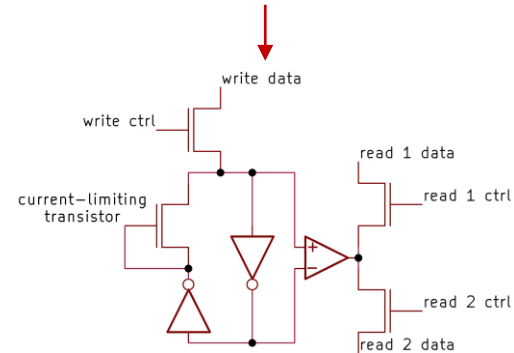 write data
write ctrl
read 1 data
current-limiting
transistor
read 1 ctrl
+
−
read 2 ctrl
read 2 data